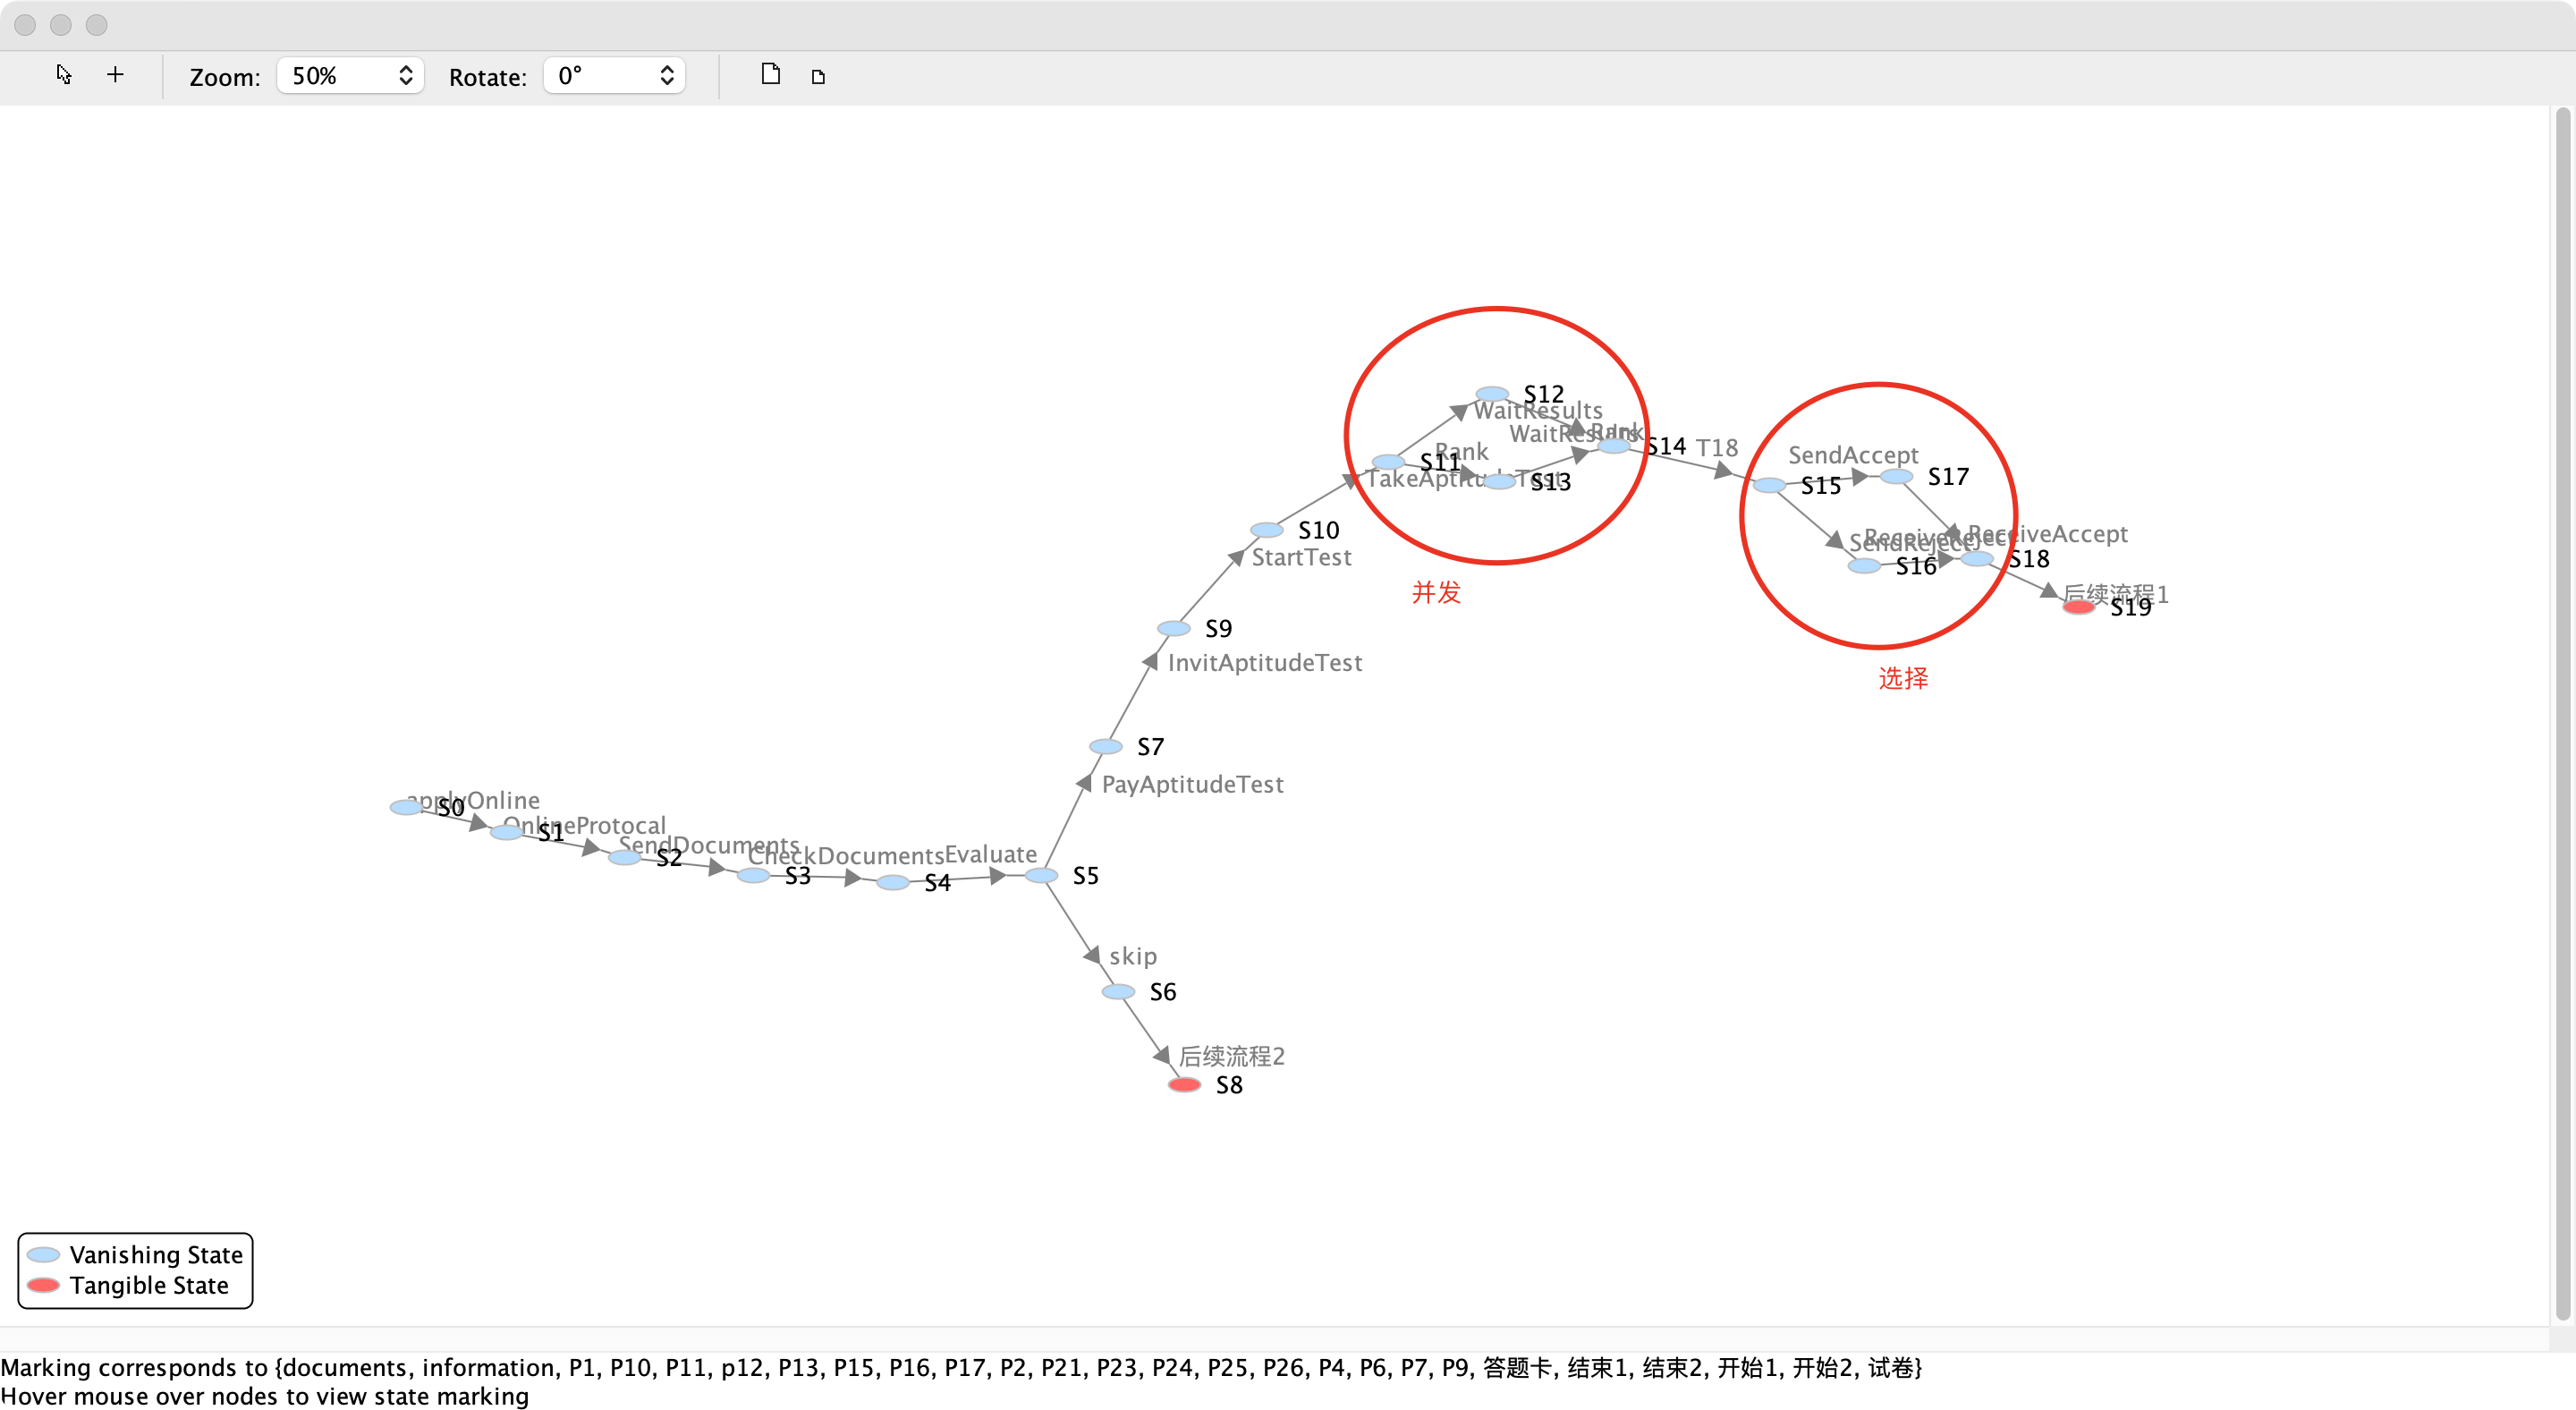 Zoom: 50% Rotate: 0°
S12
WaitResults
WaitResults Rank
Rank
S11
S14 T18
TakeAptitudeTest
S13
SendAccept
S15
S17
S10
StartTest
ReceiveAccept
SendReject
S16
S18
并发
后续流程1
S19
S9
InvitAptitudeTest
选择
S7
PayAptitudeTest
applyOnline
S0
OnlineProtocal
S1
SendDocuments
S2
CheckDocuments
S3
Evaluate
S4
S5
skip
S6
后续流程2
S8
Vanishing State
Tangible State
Marking corresponds to {documents, information, P1, P10, P11, p12, P13, P15, P16, P17, P2, P21, P23, P24, P25, P26, P4, P6, P7, P9, 答题卡, 结束1, 结束2, 开始1, 开始2, 试卷}
Hover mouse over nodes to view state marking